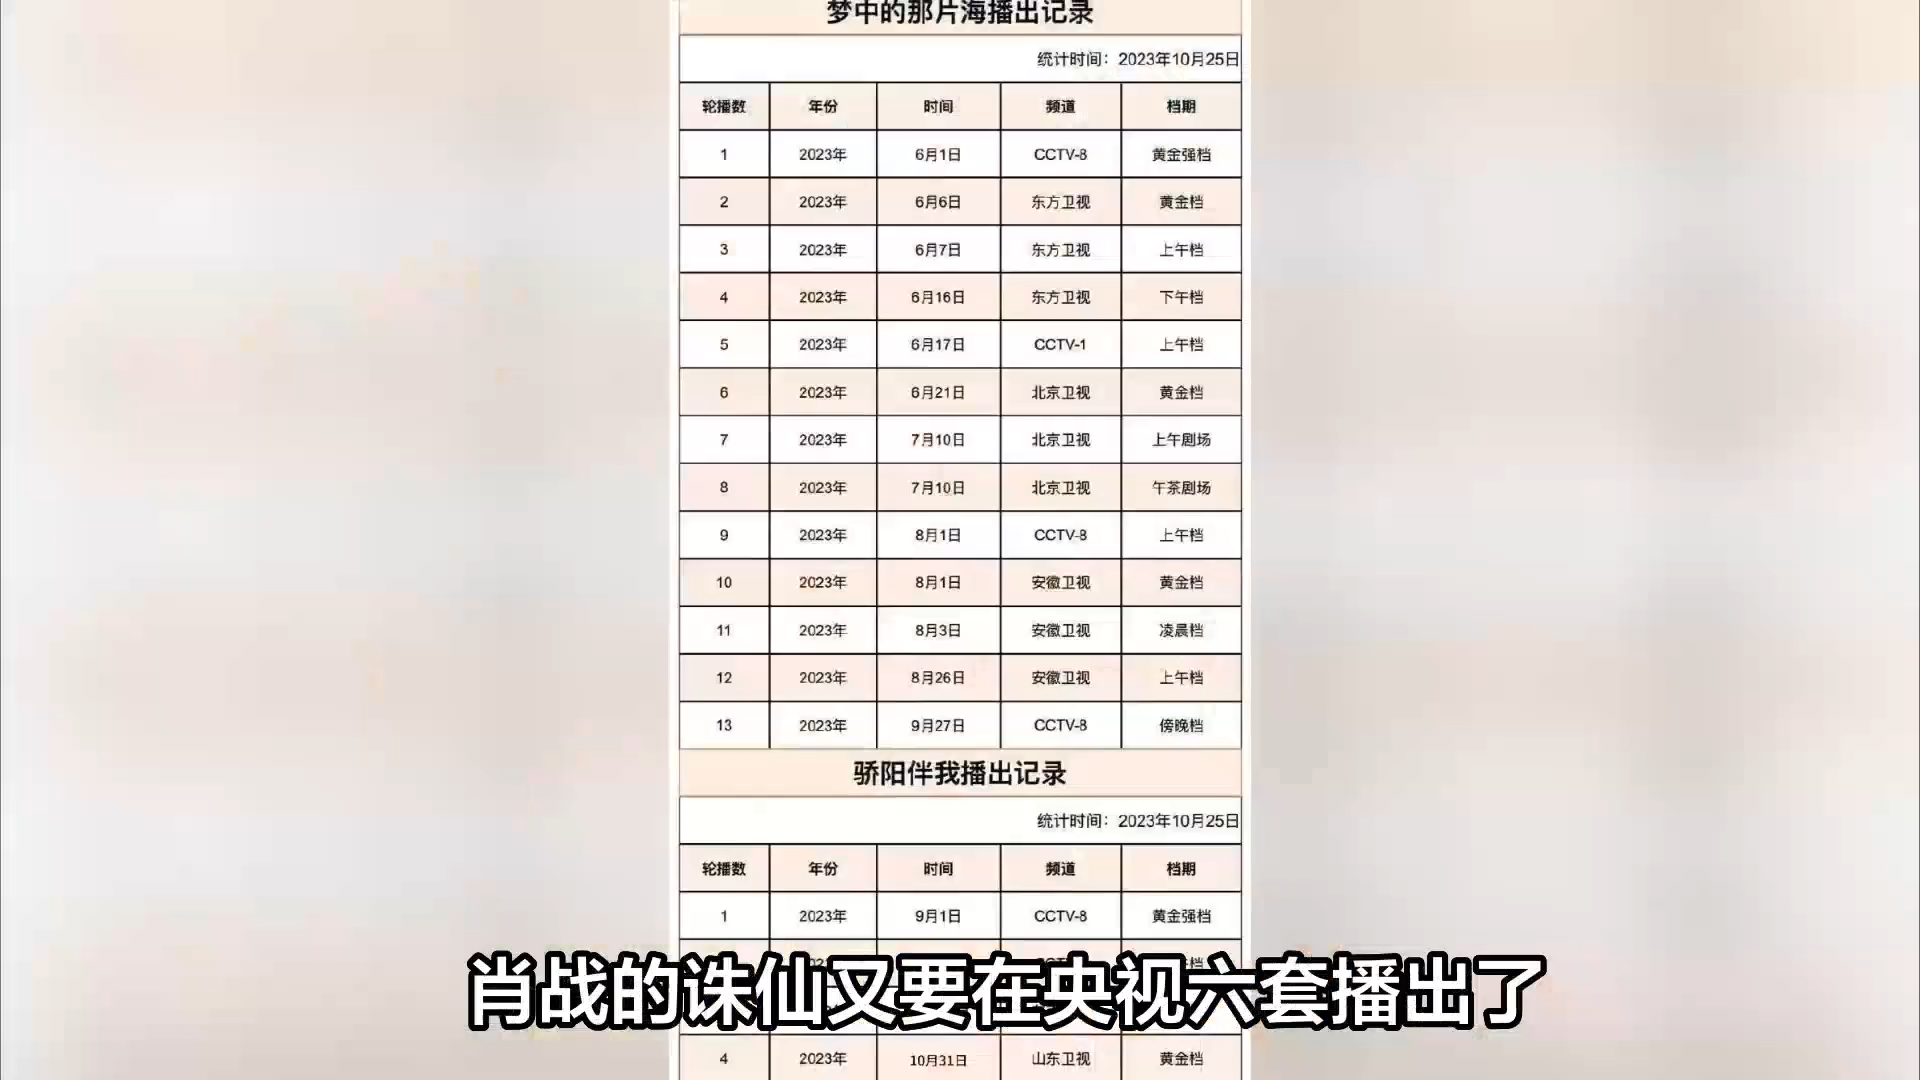 梦中的那片海播出记录
统计时间：2023年10月25日
轮播数 年份 时间 频道 档期
1 2023年 6月1日 CCTV-8 黄金强档
2 2023年 6月6日 东方卫视 黄金档
3 2023年 6月7日 东方卫视 上午档
4 2023年 6月16日 东方卫视 下午档
5 2023年 6月17日 CCTV-1 上午档
6 2023年 6月21日 北京卫视 黄金档
7 2023年 7月10日 北京卫视 上午剧场
8 2023年 7月10日 北京卫视 午茶剧场
9 2023年 8月1日 CCTV-8 上午档
10 2023年 8月1日 安徽卫视 黄金档
11 2023年 8月3日 安徽卫视 凌晨档
12 2023年 8月26日 安徽卫视 上午档
13 2023年 9月27日 CCTV-8 傍晚档
骄阳伴我播出记录
统计时间：2023年10月25日
轮播数 年份 时间 频道 档期
1 2023年 9月1日 CCTV-8 黄金强档
肖战的诛仙又要在央视六套播出了
4 2023年 10月31日 山东卫视 黄金档